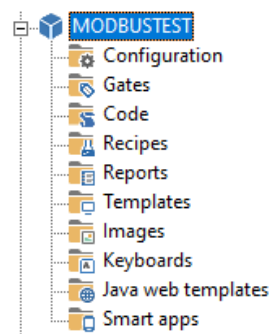 MODBUSTEST
Configuration
Gates
Code
Recipes
Reports
Templates
Images
Keyboards
Java web templates
Smart apps